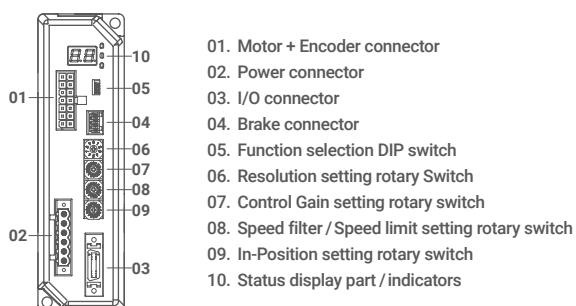 10
01
05
04
06
07
08
09
02
03
01. Motor + Encoder connector
02. Power connector
03. I/O connector
04. Brake connector
05. Function selection DIP switch
06. Resolution setting rotary Switch
07. Control Gain setting rotary switch
08. Speed filter / Speed limit setting rotary switch
09. In-Position setting rotary switch
10. Status display part / indicators